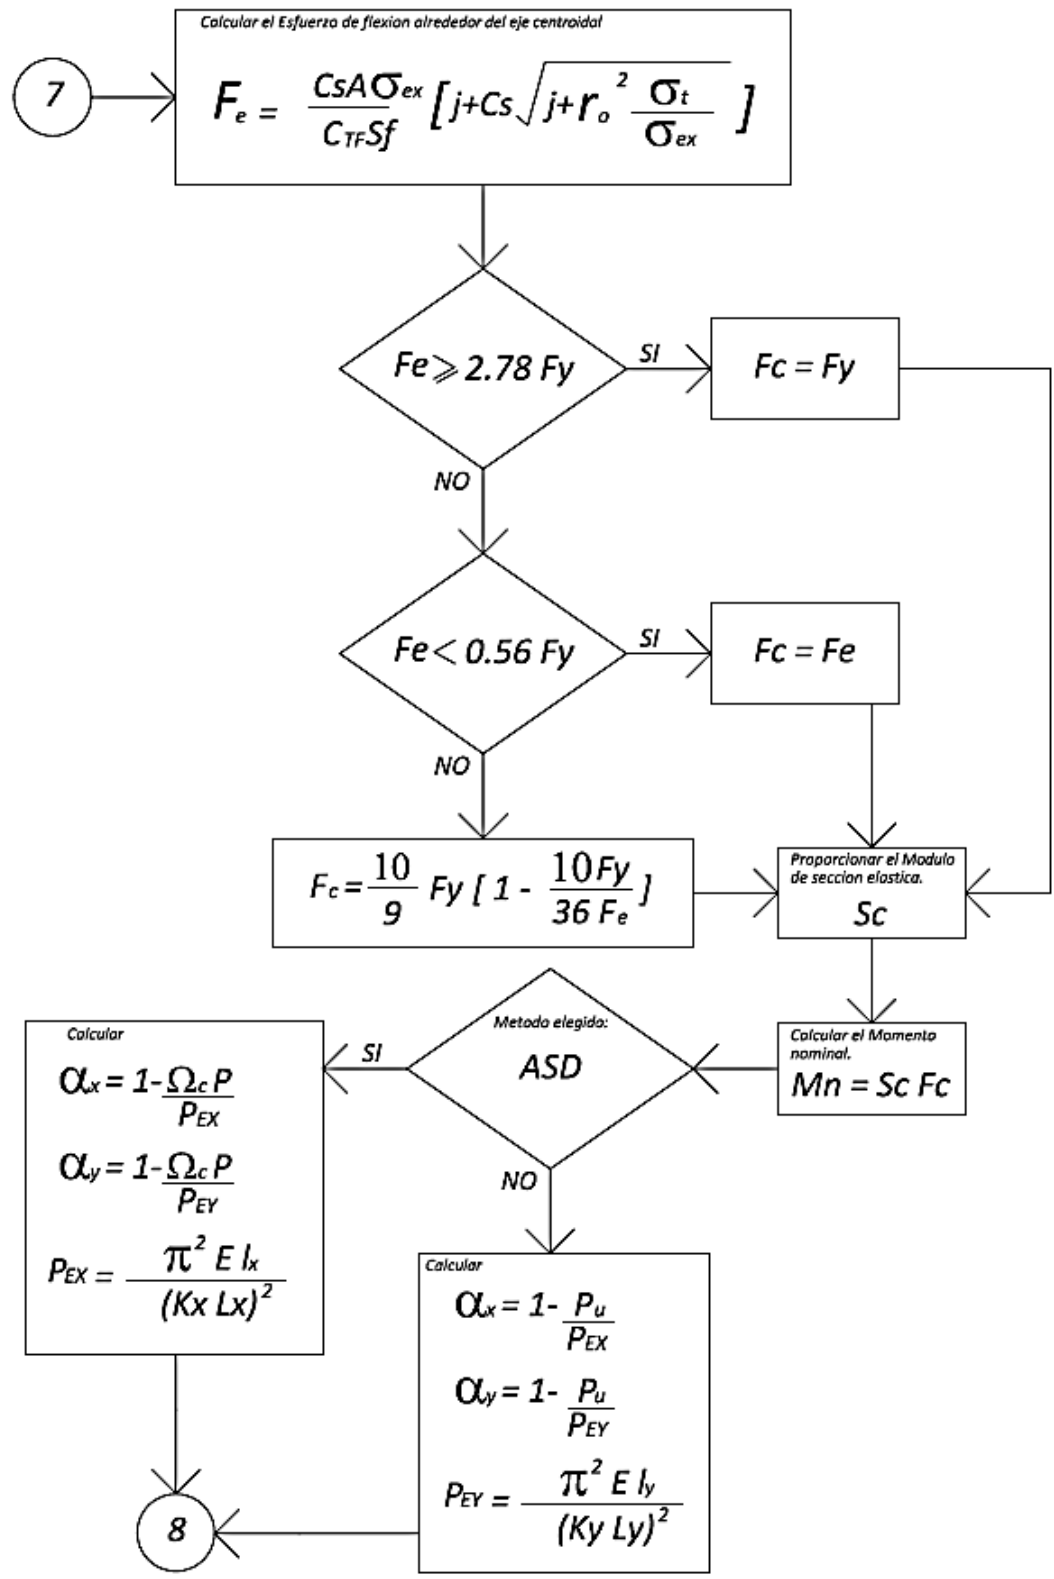 7
Calcular el Esfuerzo de flexion alrededor del eje centroidal
Fe = CsAσex / CTFSf [j+Cs√j+ro² σt / σex ]
Fe ⩾ 2.78 Fy
SI
Fc = Fy
NO
Fe < 0.56 Fy
SI
Fc = Fe
NO
Fc = 10 / 9 Fy [ 1 - 10 Fy / 36 Fe ]
Proporcionar el Modulo
de seccion elastica.
Sc
Calcular el Momento
nominal.
Mn = Sc Fc
Metodo elegido:
ASD
SI
NO
Calcular
αx = 1- Ωc P / PEX
αy = 1- Ωc P / PEY
PEX = π² E Ix / (Kx Lx)²
Calcular
αx = 1- Pu / PEX
αy = 1- Pu / PEY
PEY = π² E Iy / (Ky Ly)²
8